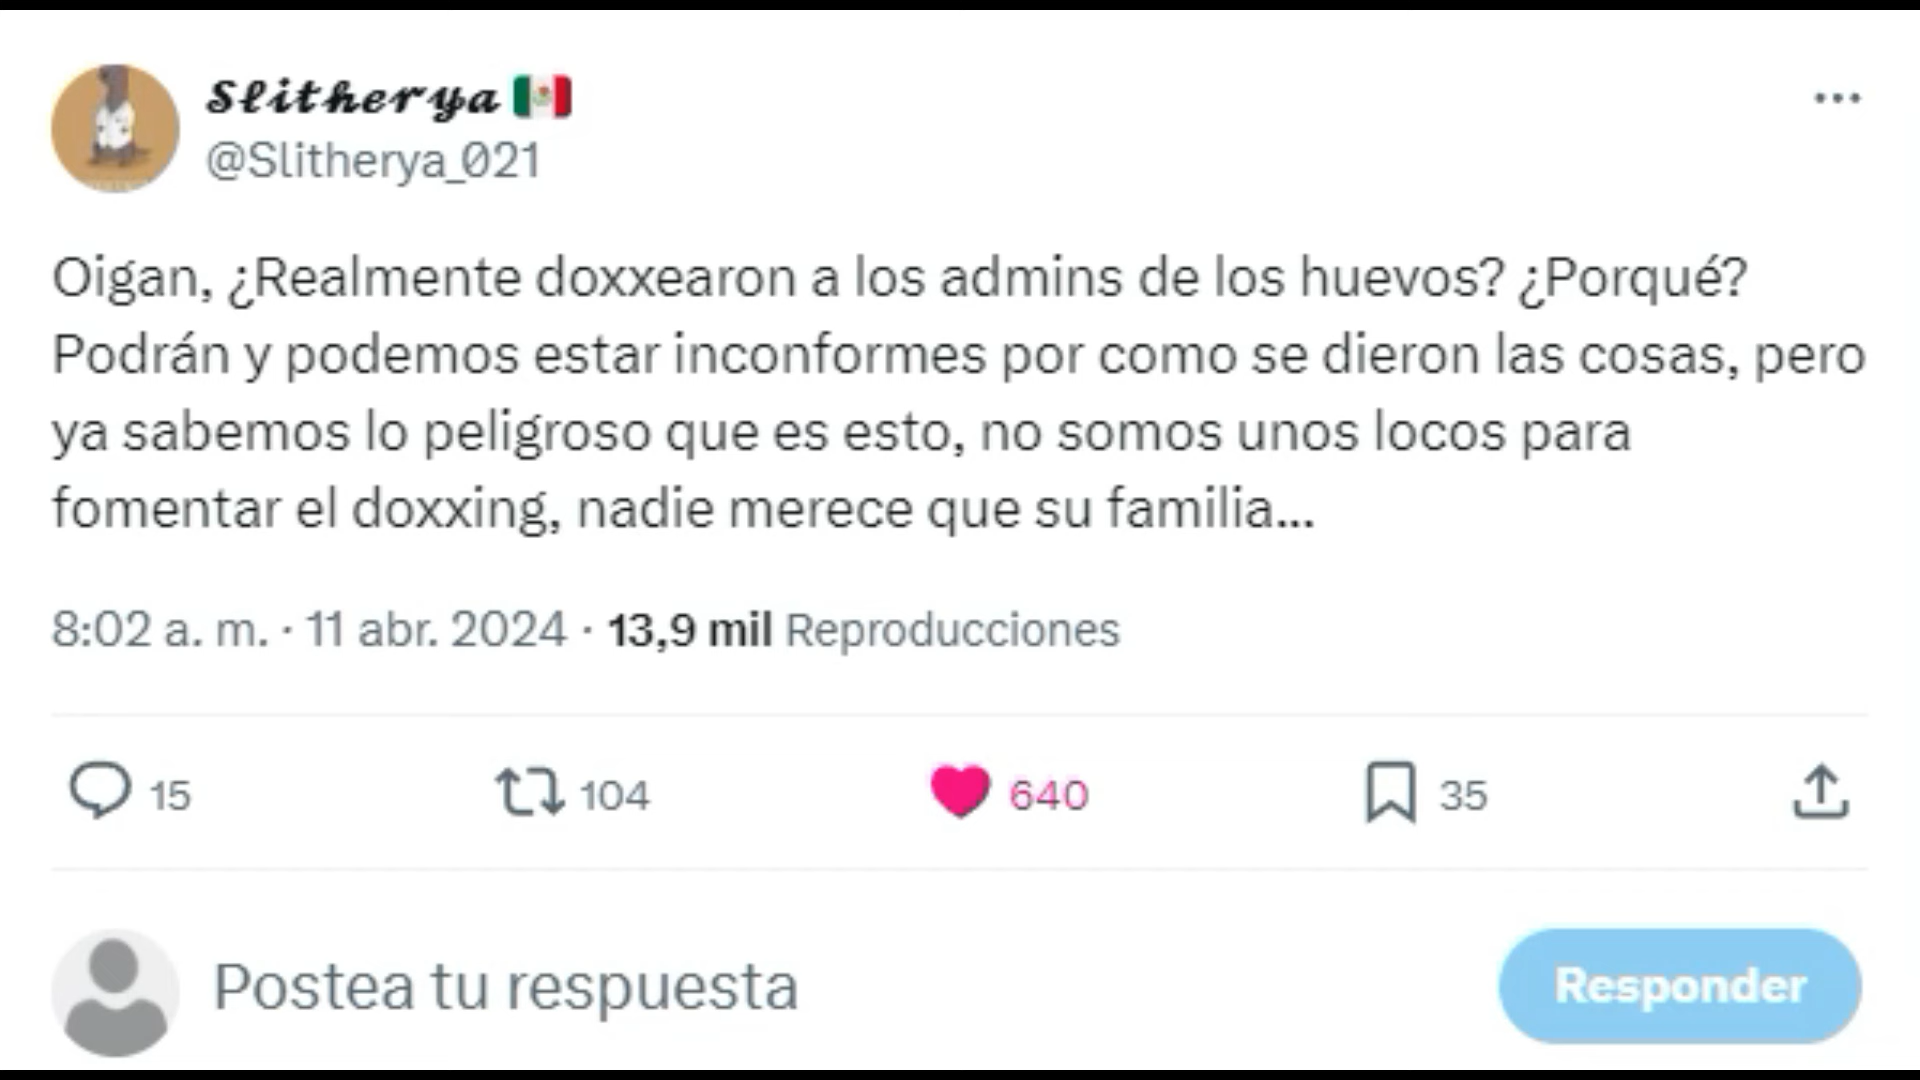 Slitherya
@Slitherya_021
Oigan, ¿Realmente doxxearon a los admins de los huevos? ¿Porqué?
Podrán y podemos estar inconformes por como se dieron las cosas, pero
ya sabemos lo peligroso que es esto, no somos unos locos para
fomentar el doxxing, nadie merece que su familia...
8:02 a. m. · 11 abr. 2024 · 13,9 mil Reproducciones
15 104 640 35
Postea tu respuesta
Responder